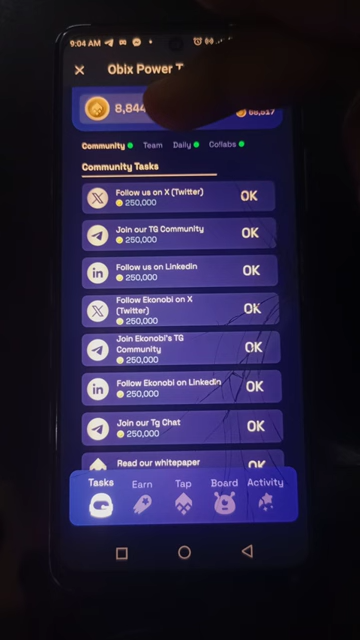 9:04 AM
Obix Power T
8,844
66,517
Community Team Daily Collabs
Community Tasks
Follow us on X (Twitter)
250,000
OK
Join our TG Community
250,000
OK
Follow us on LinkedIn
250,000
OK
Follow Ekonobi on X
(Twitter)
250,000
OK
Join Ekonobi's TG
Community
250,000
OK
Follow Ekonobi on LinkedIn
250,000
OK
Join our Tg Chat
250,000
OK
Read our whitepaper
OK
Tasks Earn Tap Board Activity